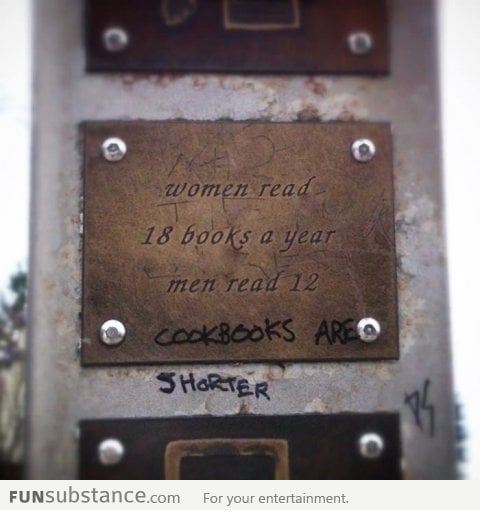 women read
18 books a year
men read 12
COOKBOOKS ARE
SHORTER
FUNsubstance.com For your entertainment.